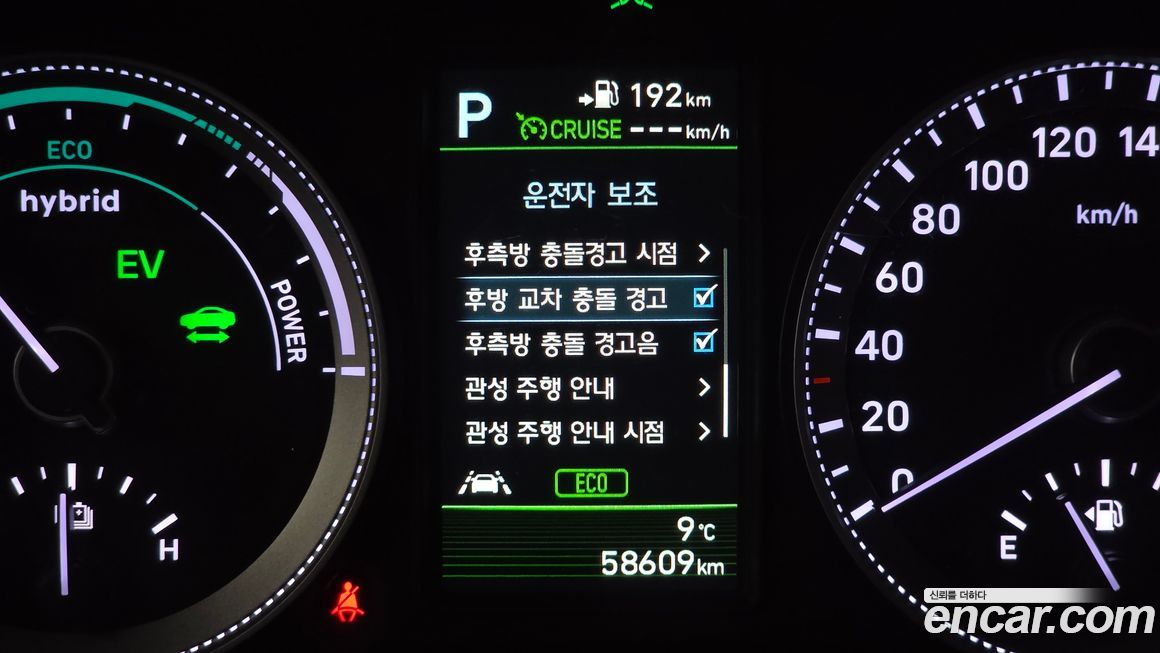 P
192km
CRUISE ---km/h
운전자 보조
후측방 충돌경고 시점
후방 교차 충돌 경고
후측방 충돌 경고음
관성 주행 안내
관성 주행 안내 시점
ECO
9°C
58609km
ECO
hybrid
EV
POWER
H
0
20
40
60
80
100
120
14
km/h
E
신뢰를 더하다
encar.com